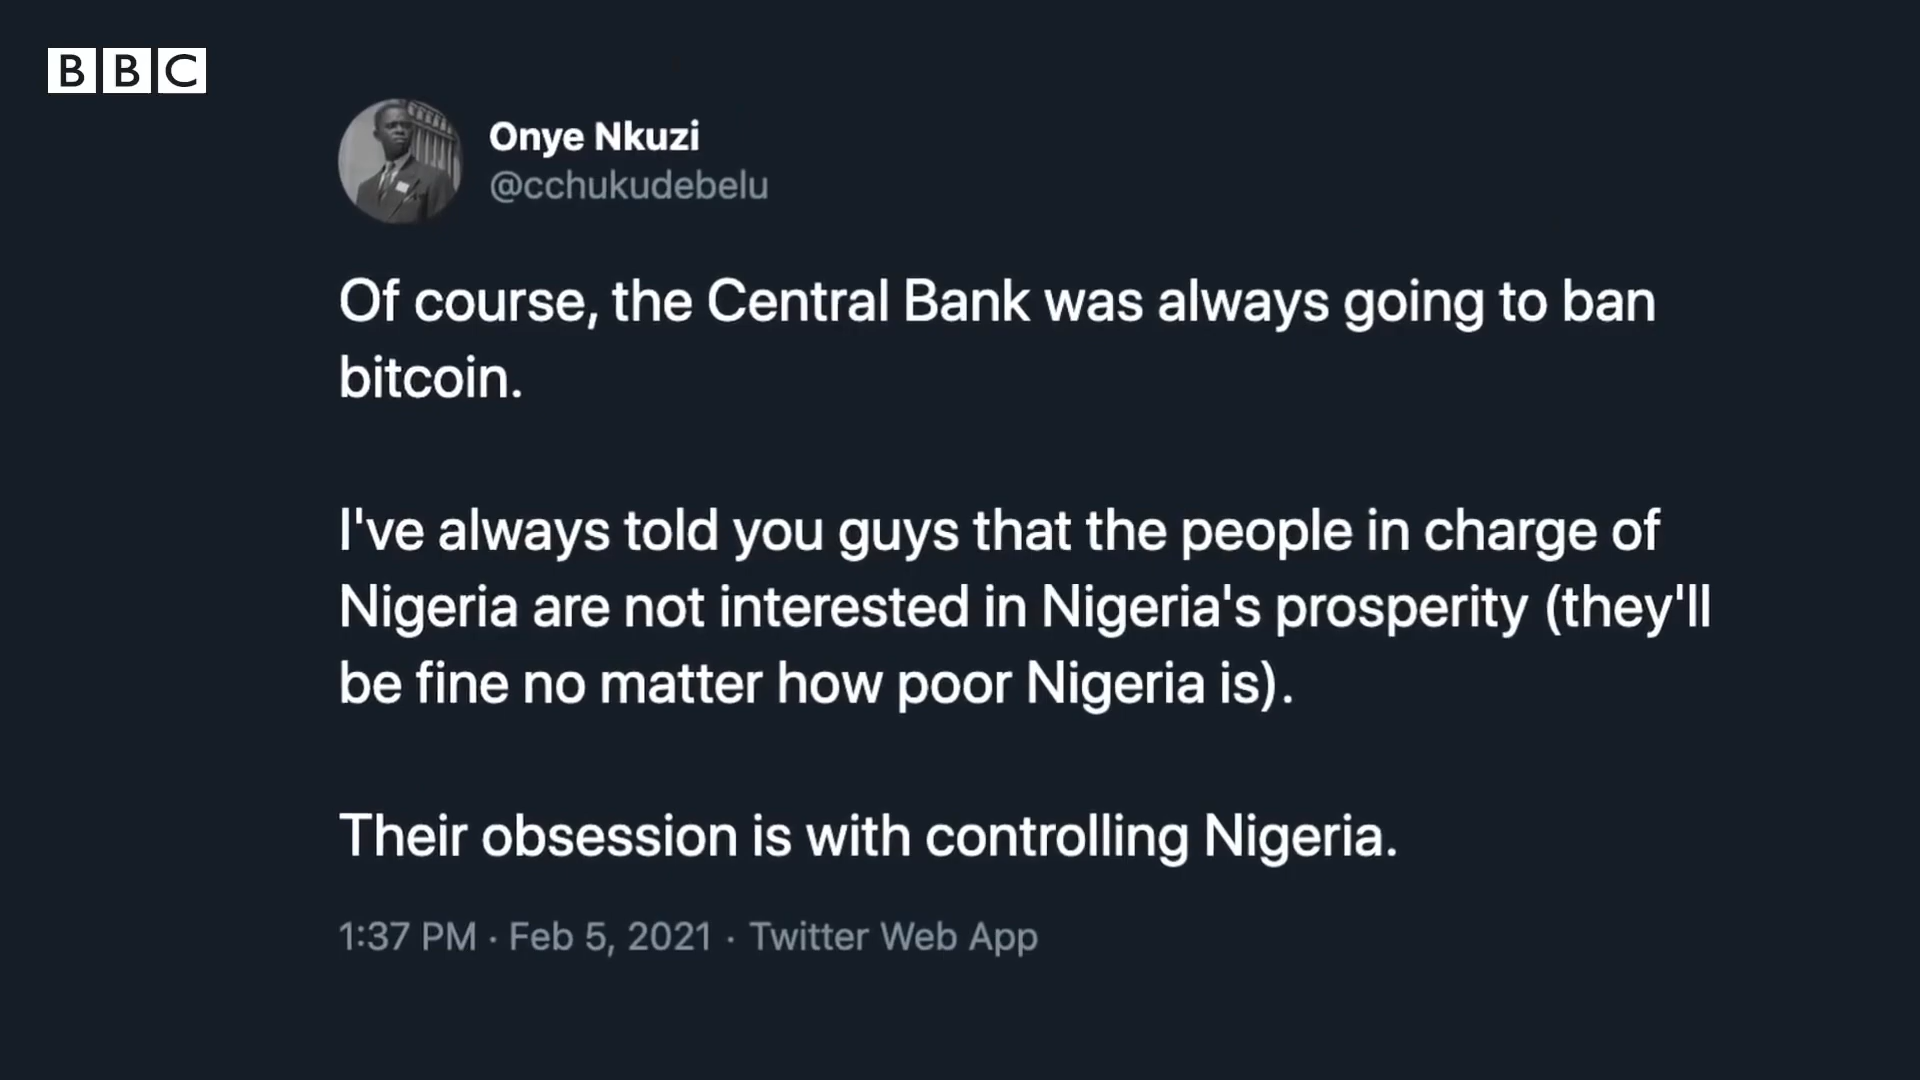 BBC
Onye Nkuzi
@cchukudebelu
Of course, the Central Bank was always going to ban
bitcoin.
I've always told you guys that the people in charge of
Nigeria are not interested in Nigeria's prosperity (they'll
be fine no matter how poor Nigeria is).
Their obsession is with controlling Nigeria.
1:37 PM · Feb 5, 2021 · Twitter Web App